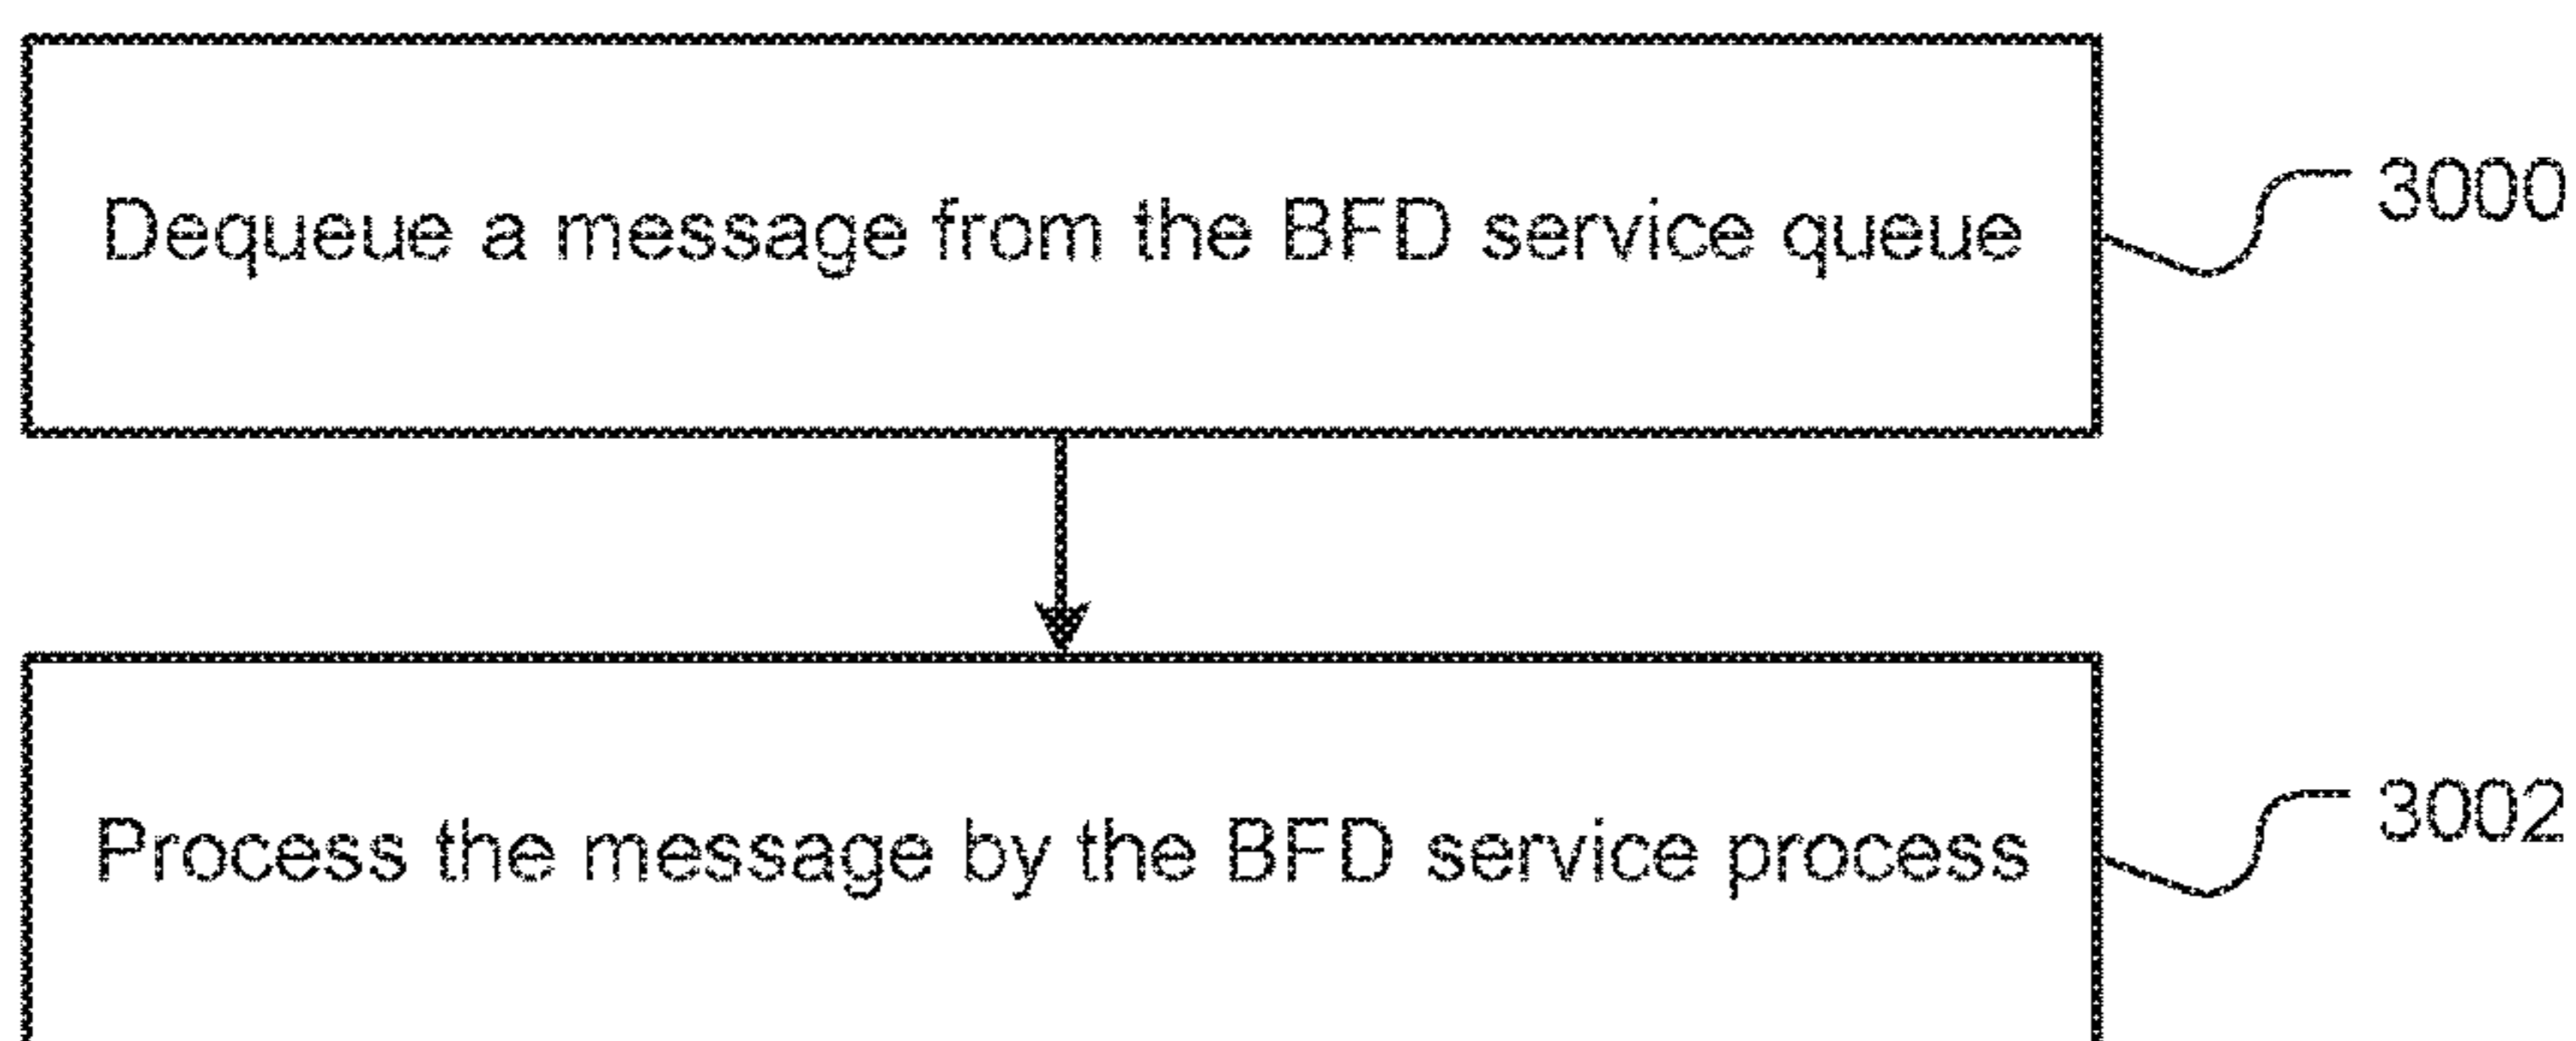 Dequeue a message from the BFD service queue
3000
Process the message by the BFD service process
3002